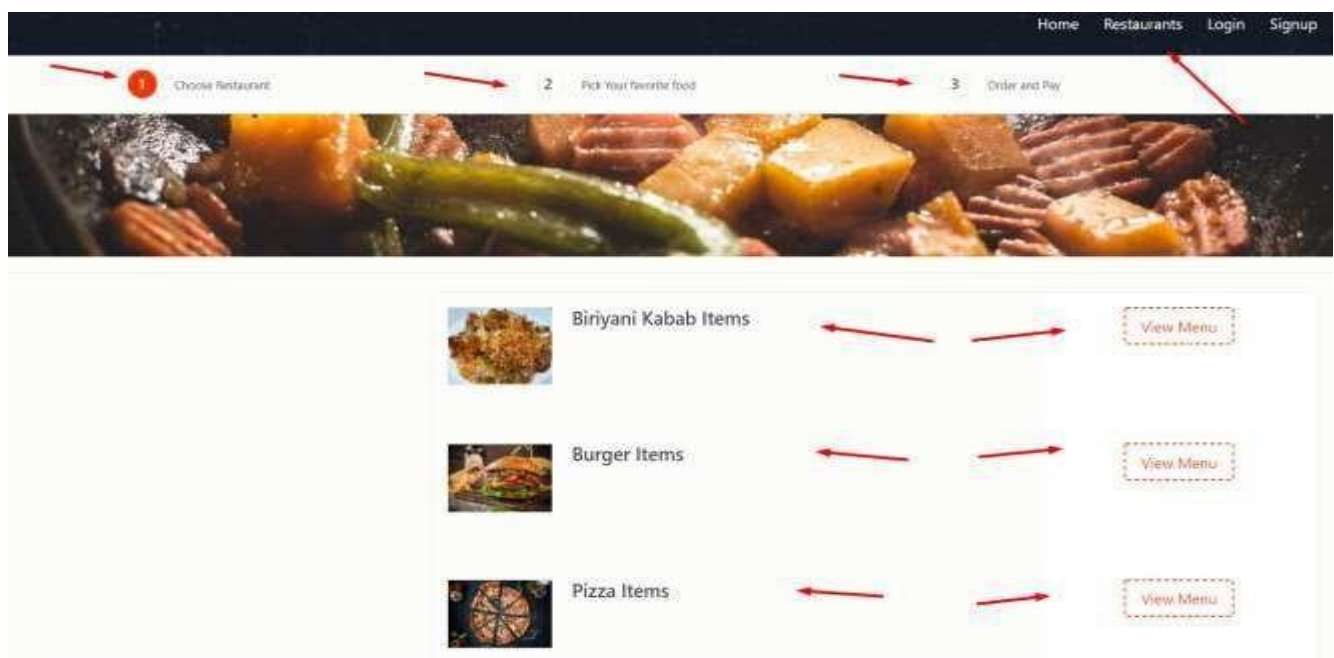 Home Restaurants Login Signup
1 Choose Restaurant 2 Pick Your favorite food 3 Order and Pay
Biriyani Kabab Items View Menu
Burger Items View Menu
Pizza Items View Menu